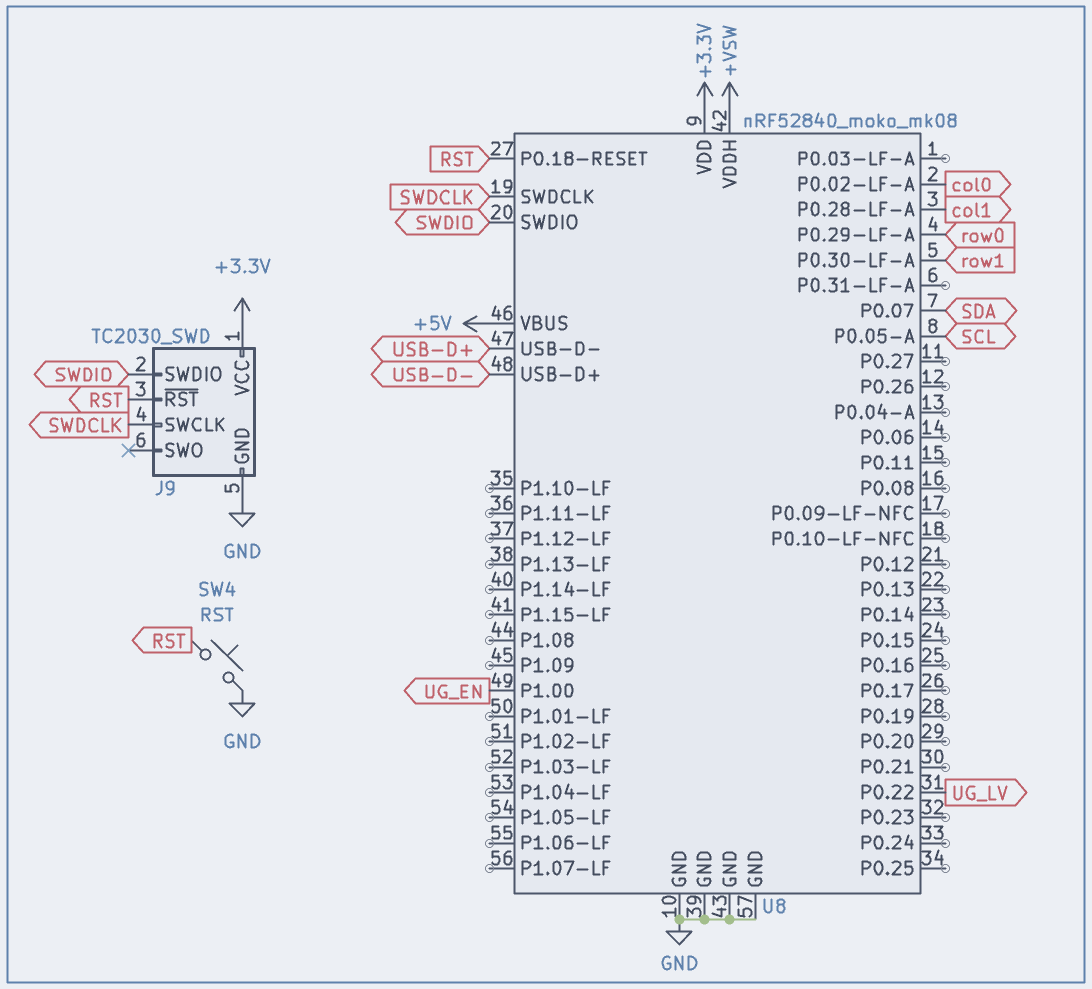 +3.3V
+VSW
9
42
nRF52840_moko_mk08
VDD
VDDH
RST 27 P0.18-RESET
SWDCLK 19 SWDCLK
SWDIO 20 SWDIO
+5V 46 VBUS
USB-D+ 47 USB-D-
USB-D- 48 USB-D+
35 P1.10-LF
36 P1.11-LF
37 P1.12-LF
38 P1.13-LF
40 P1.14-LF
41 P1.15-LF
44 P1.08
45 P1.09
UG_EN 49 P1.00
50 P1.01-LF
51 P1.02-LF
52 P1.03-LF
53 P1.04-LF
54 P1.05-LF
55 P1.06-LF
56 P1.07-LF
P0.03-LF-A 1
P0.02-LF-A 2 col0
P0.28-LF-A 3 col1
P0.29-LF-A 4 row0
P0.30-LF-A 5 row1
P0.31-LF-A 6
P0.07 7 SDA
P0.05-A 8 SCL
P0.27 11
P0.26 12
P0.04-A 13
P0.06 14
P0.11 15
P0.08 16
P0.09-LF-NFC 17
P0.10-LF-NFC 18
P0.12 21
P0.13 22
P0.14 23
P0.15 24
P0.16 25
P0.17 26
P0.19 28
P0.20 29
P0.21 30
P0.22 31 UG_LV
P0.23 32
P0.24 33
P0.25 34
GND
GND
GND
GND
10
39
43
57
U8
GND
+3.3V
TC2030_SWD
1
VCC
SWDIO 2 SWDIO
RST 3 RST
SWDCLK 4 SWCLK
6 SWO
GND
J9
5
GND
SW4
RST
RST
GND